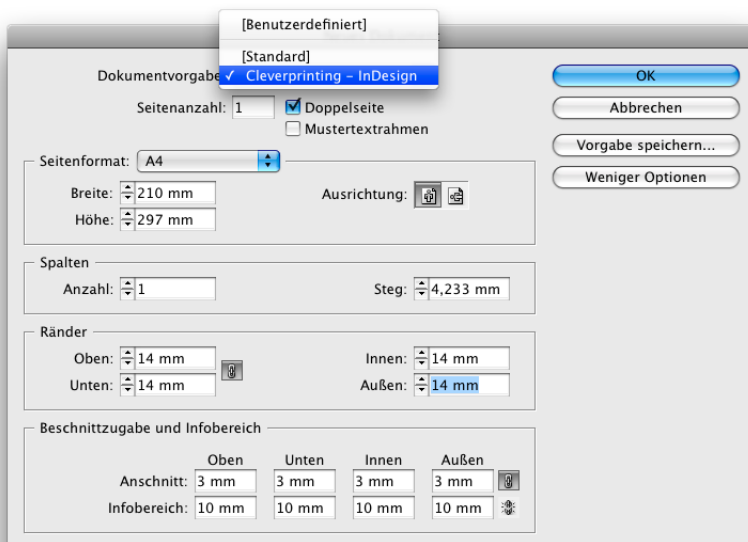 [Benutzerdefiniert]
[Standard]
Dokumentvorgabe
✓ Cleverprinting – InDesign
OK
Seitenanzahl: 1
Doppelseite
Abbrechen
Mustertextrahmen
Vorgabe speichern...
Seitenformat: A4
Weniger Optionen
Breite: 210 mm
Ausrichtung:
Höhe: 297 mm
Spalten
Anzahl: 1
Steg: 4,233 mm
Ränder
Oben: 14 mm
Innen: 14 mm
Unten: 14 mm
Außen: 14 mm
Beschnittzugabe und Infobereich
Oben Unten Innen Außen
Anschnitt: 3 mm 3 mm 3 mm 3 mm
Infobereich: 10 mm 10 mm 10 mm 10 mm